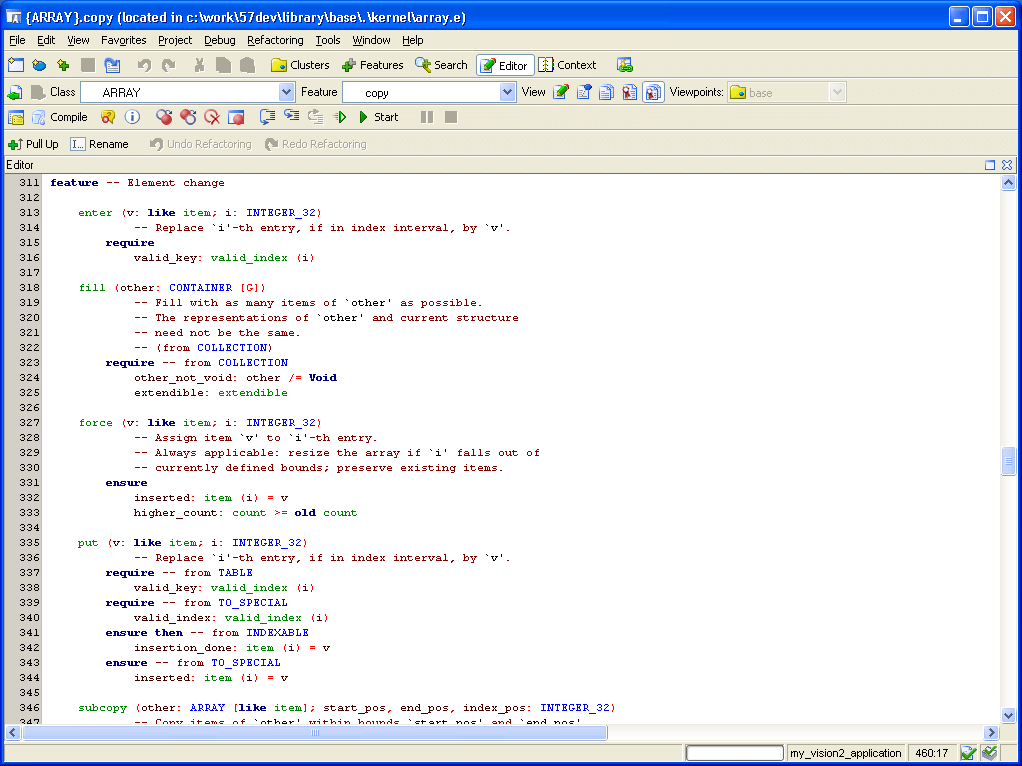 {ARRAY}.copy (located in c:\work\57dev\library\base\.\kernel\array.e)
File Edit View Favorites Project Debug Refactoring Tools Window Help
Clusters Features Search Editor Context
Class ARRAY Feature copy View Viewpoints: base
Compile Start
Pull Up I... Rename Undo Refactoring Redo Refactoring
Editor
311 feature -- Element change
312
313 enter (v: like item; i: INTEGER_32)
314 -- Replace `i'-th entry, if in index interval, by `v'.
315 require
316 valid_key: valid_index (i)
317
318 fill (other: CONTAINER [G])
319 -- Fill with as many items of `other' as possible.
320 -- The representations of `other' and current structure
321 -- need not be the same.
322 -- (from COLLECTION)
323 require -- from COLLECTION
324 other_not_void: other /= Void
325 extendible: extendible
326
327 force (v: like item; i: INTEGER_32)
328 -- Assign item `v' to `i'-th entry.
329 -- Always applicable: resize the array if `i' falls out of
330 -- currently defined bounds; preserve existing items.
331 ensure
332 inserted: item (i) = v
333 higher_count: count >= old count
334
335 put (v: like item; i: INTEGER_32)
336 -- Replace `i'-th entry, if in index interval, by `v'.
337 require -- from TABLE
338 valid_key: valid_index (i)
339 require -- from TO_SPECIAL
340 valid_index: valid_index (i)
341 ensure then -- from INDEXABLE
342 insertion_done: item (i) = v
343 ensure -- from TO_SPECIAL
344 inserted: item (i) = v
345
346 subcopy (other: ARRAY [like item]; start_pos, end_pos, index_pos: INTEGER_32)
347 -- Copy items of `other' within bounds `start_pos' and `end_pos'
my_vision2_application 460:17